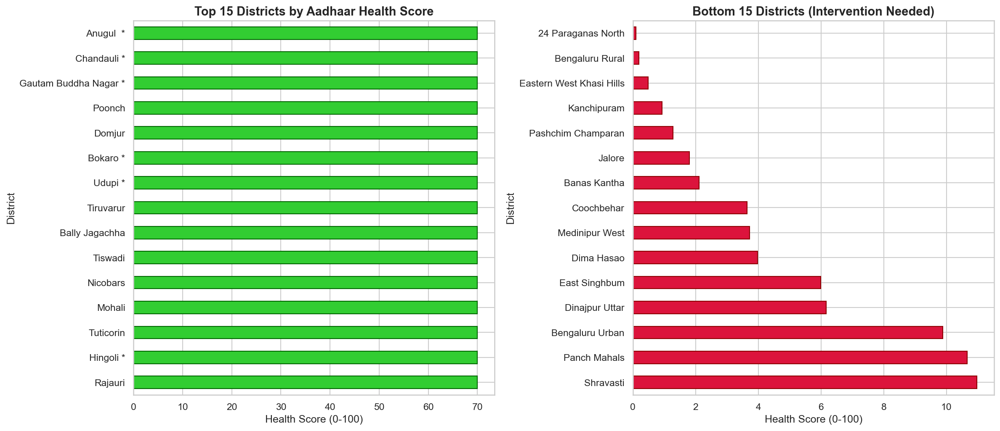 Top 15 Districts by Aadhaar Health Score
District
Anugul  *
Chandauli *
Gautam Buddha Nagar *
Poonch
Domjur
Bokaro *
Udupi *
Tiruvarur
Bally Jagachha
Tiswadi
Nicobars
Mohali
Tuticorin
Hingoli *
Rajauri
0 10 20 30 40 50 60 70
Health Score (0-100)
Bottom 15 Districts (Intervention Needed)
District
24 Paraganas North
Bengaluru Rural
Eastern West Khasi Hills
Kanchipuram
Pashchim Champaran
Jalore
Banas Kantha
Coochbehar
Medinipur West
Dima Hasao
East Singhbum
Dinajpur Uttar
Bengaluru Urban
Panch Mahals
Shravasti
0 2 4 6 8 10
Health Score (0-100)